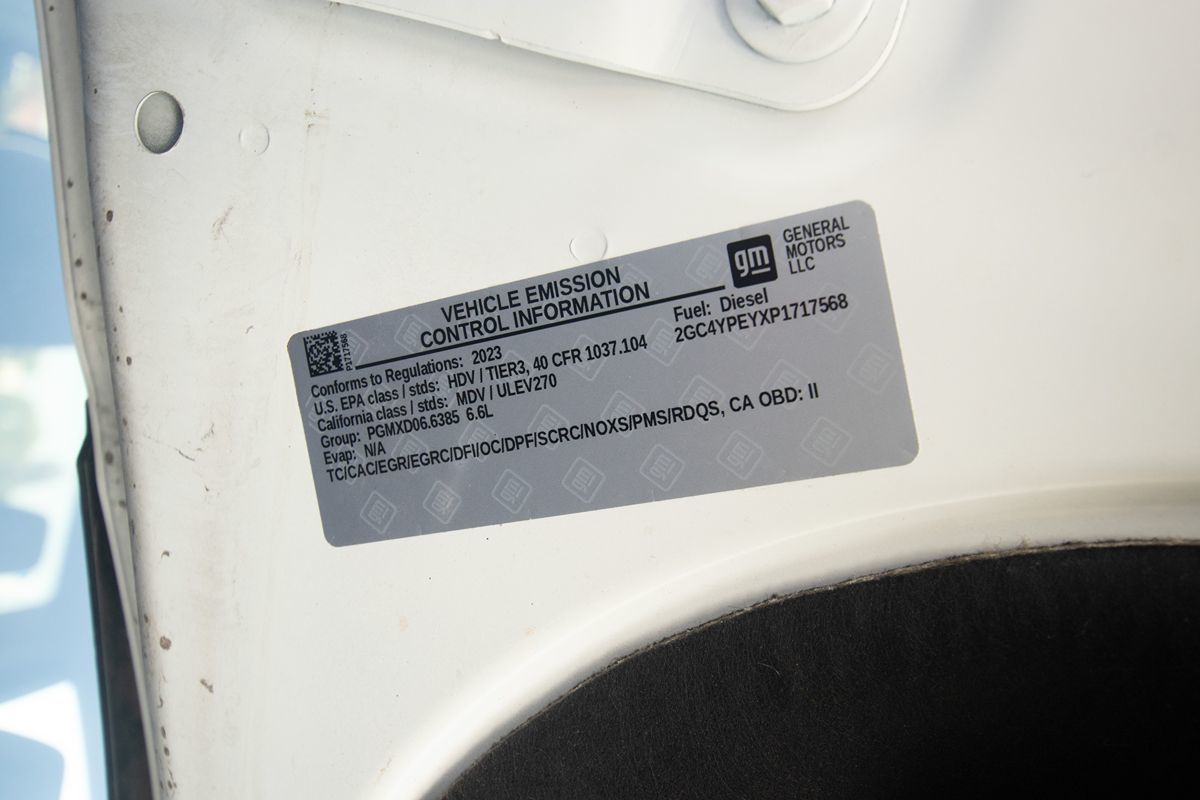 VEHICLE EMISSION
CONTROL INFORMATION
gm
GENERAL
MOTORS
LLC
P1717568
Conforms to Regulations: 2023
Fuel: Diesel
U.S. EPA class / stds: HDV / TIER3, 40 CFR 1037.104
2GC4YPEYXP1717568
California class / stds: MDV / ULEV270
Group: PGMXD06.6385 6.6L
Evap: N/A
TC/CAC/EGR/EGRC/DFI/OC/DPF/SCRC/NOXS/PMS/RDQS, CA OBD: II